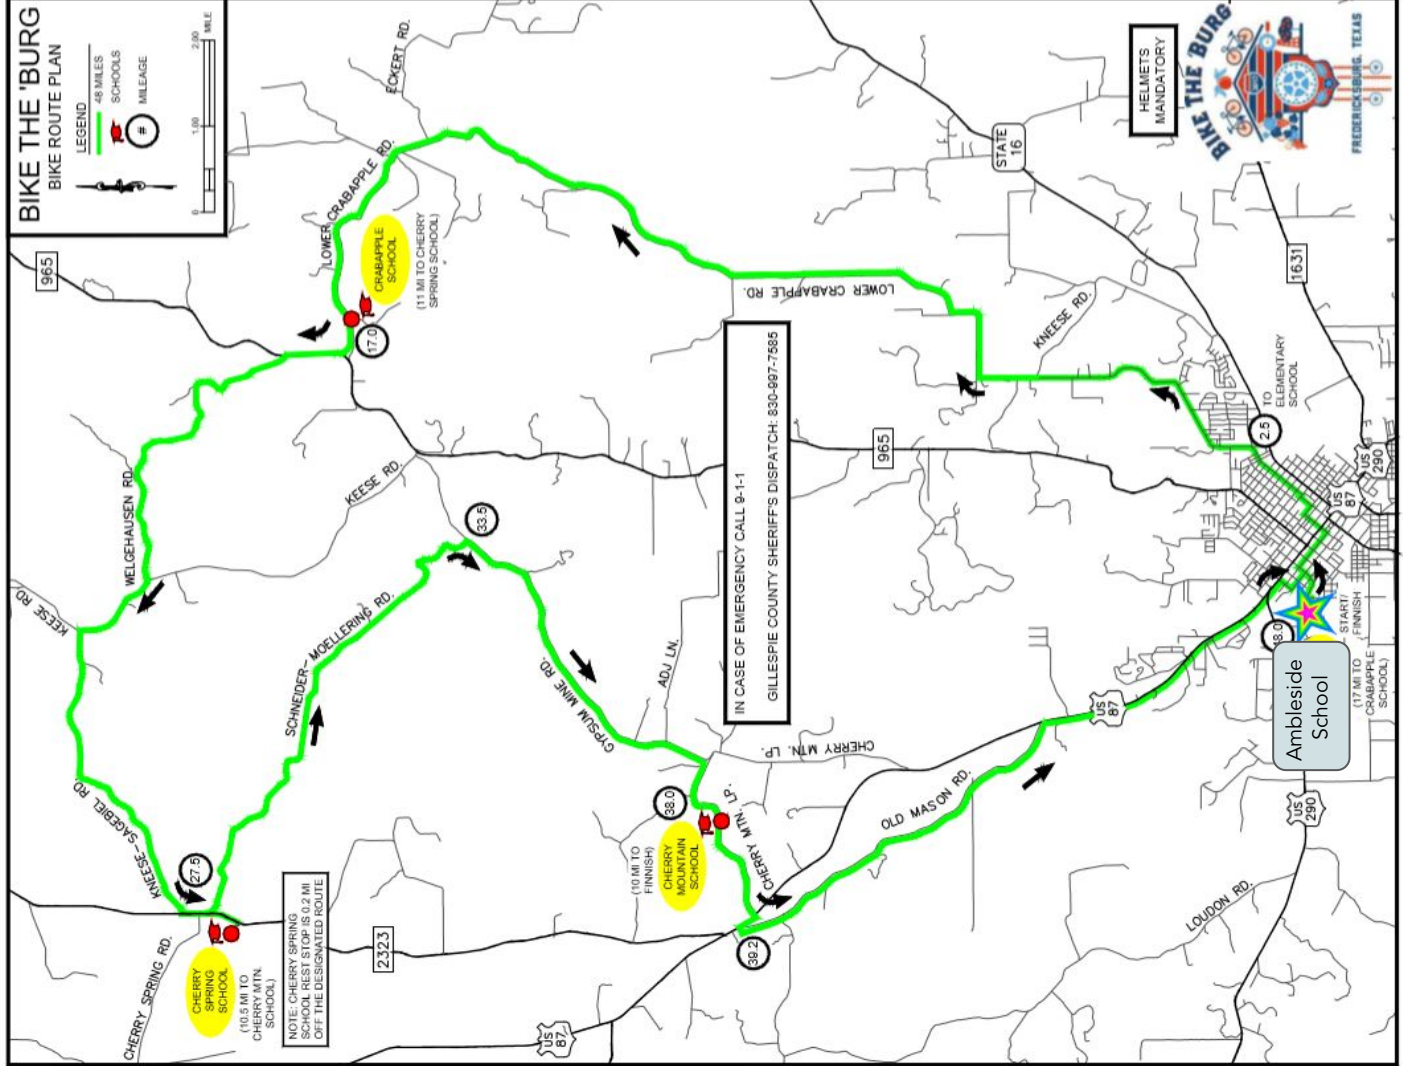 BIKE THE 'BURG
BIKE ROUTE PLAN
LEGEND
48 MILES
SCHOOLS
#
MILEAGE
0
1.00
2.00
MILE
965
ECKERT RD.
LOWER CRABAPPLE RD.
CRABAPPLE
SCHOOL
(11 MI TO CHERRY
SPRING SCHOOL)
17.0
HELMETS
MANDATORY
BIKE THE 'BURG
FREDERICKSBURG, TEXAS
STATE
16
1631
LOWER CRABAPPLE RD.
KNEESE RD.
TO
ELEMENTARY
SCHOOL
2.5
US
290
US
87
965
IN CASE OF EMERGENCY CALL 9-1-1
GILLESPIE COUNTY SHERIFF'S DISPATCH: 830-997-7585
KEESE RD.
WELGEHAUSEN RD.
KEESE RD.
33.5
SCHNEIDER-MOELLERING RD.
GYPSUM MINE RD.
ADJ LN.
CHERRY MTN. LP.
KNEESE-SAGEBIEL RD.
27.5
CHERRY SPRING RD.
CHERRY
SPRING
SCHOOL
(10.5 MI TO
CHERRY MTN.
SCHOOL)
NOTE: CHERRY SPRING
SCHOOL REST STOP IS 0.2 MI
OFF THE DESIGNATED ROUTE
2323
38.0
(10 MI TO
FINNISH)
CHERRY
MOUNTAIN
SCHOOL
CHERRY MTN. LP.
39.2
OLD MASON RD.
US
87
US
87
START/
FINNISH
(17 MI TO
CRABAPPLE
SCHOOL)
Ambleside
School
US
290
LOUDON RD.